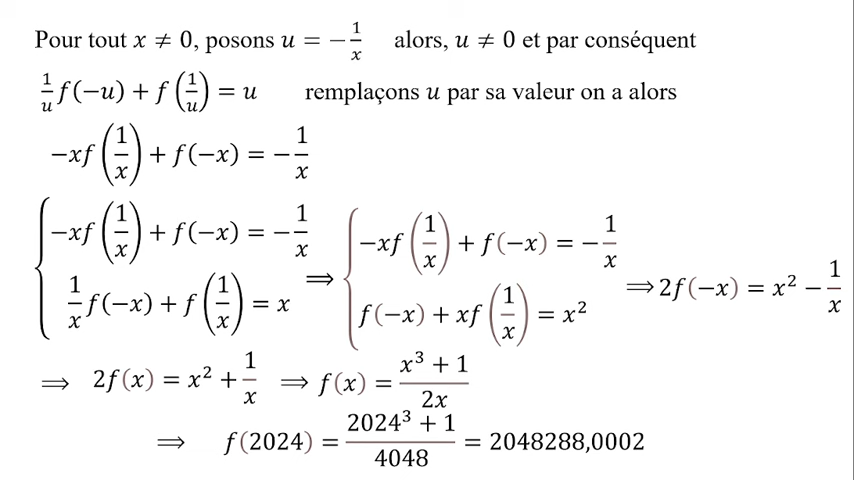 Pour tout x ≠ 0, posons u = −1/x alors, u ≠ 0 et par conséquent
1/u f(−u) + f(1/u) = u remplaçons u par sa valeur on a alors
−xf(1/x) + f(−x) = −1/x
{ −xf(1/x) + f(−x) = −1/x
1/x f(−x) + f(1/x) = x
⟹ { −xf(1/x) + f(−x) = −1/x
f(−x) + xf(1/x) = x²
⟹ 2f(−x) = x² − 1/x
⟹ 2f(x) = x² + 1/x ⟹ f(x) = (x³ + 1)/2x
⟹ f(2024) = (2024³ + 1)/4048 = 2048288,0002